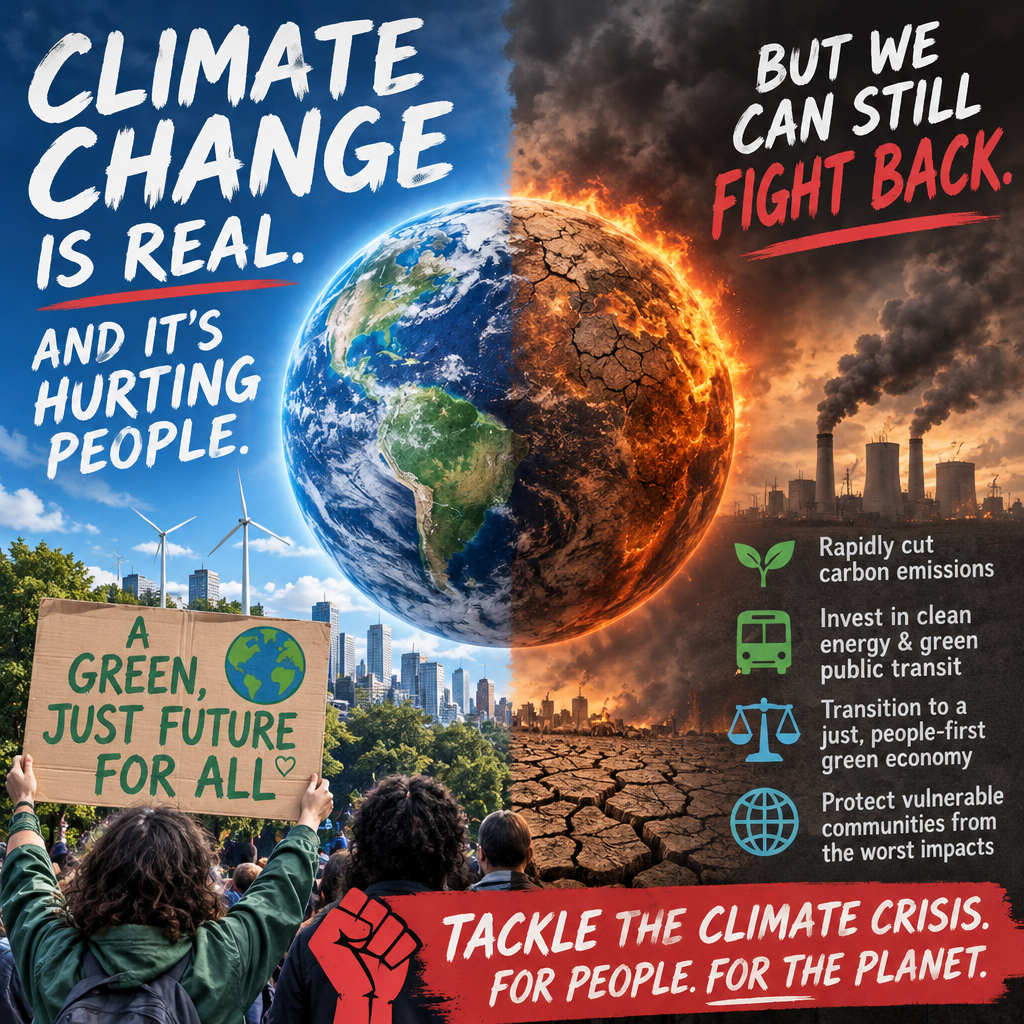 CLIMATE
CHANGE
IS REAL.
AND IT'S
HURTING
PEOPLE.
BUT WE
CAN STILL
FIGHT BACK.
A
GREEN,
JUST FUTURE
FOR ALL
Rapidly cut
carbon emissions
Invest in clean
energy & green
public transit
Transition to a
just, people-first
green economy
Protect vulnerable
communities from
the worst impacts
TACKLE THE CLIMATE CRISIS.
FOR PEOPLE. FOR THE PLANET.